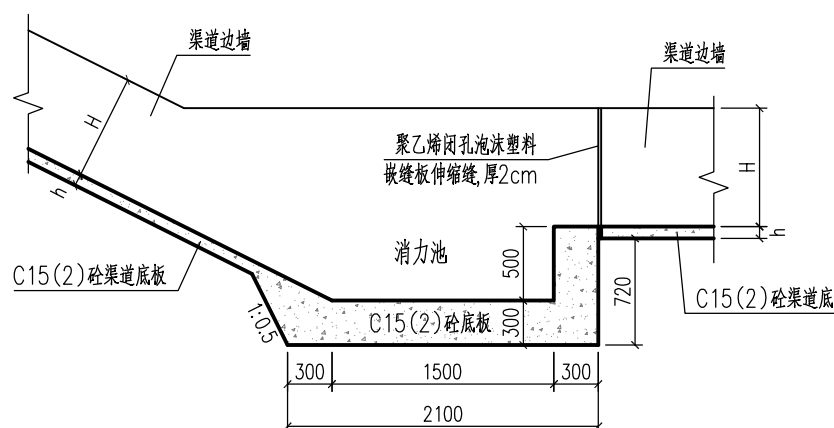 渠道边墙
渠道边墙
H
聚乙烯闭孔泡沫塑料
嵌缝板伸缩缝,厚2cm
H
h
h
消力池
500
C15(2)砼渠道底板
720
C15(2)砼渠道底
1:0.5
C15(2)砼底板
300
300
1500
300
2100